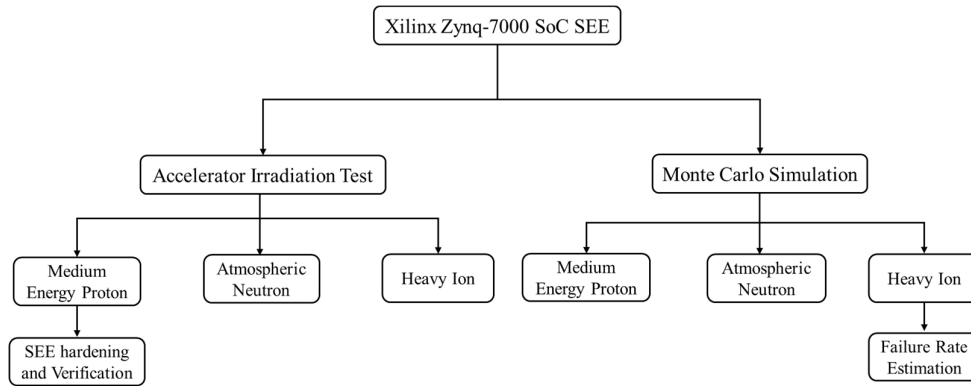 Xilinx Zynq-7000 SoC SEE
Accelerator Irradiation Test
Monte Carlo Simulation
Medium
Energy Proton
Atmospheric
Neutron
Heavy Ion
Medium
Energy Proton
Atmospheric
Neutron
Heavy Ion
SEE hardening
and Verification
Failure Rate
Estimation